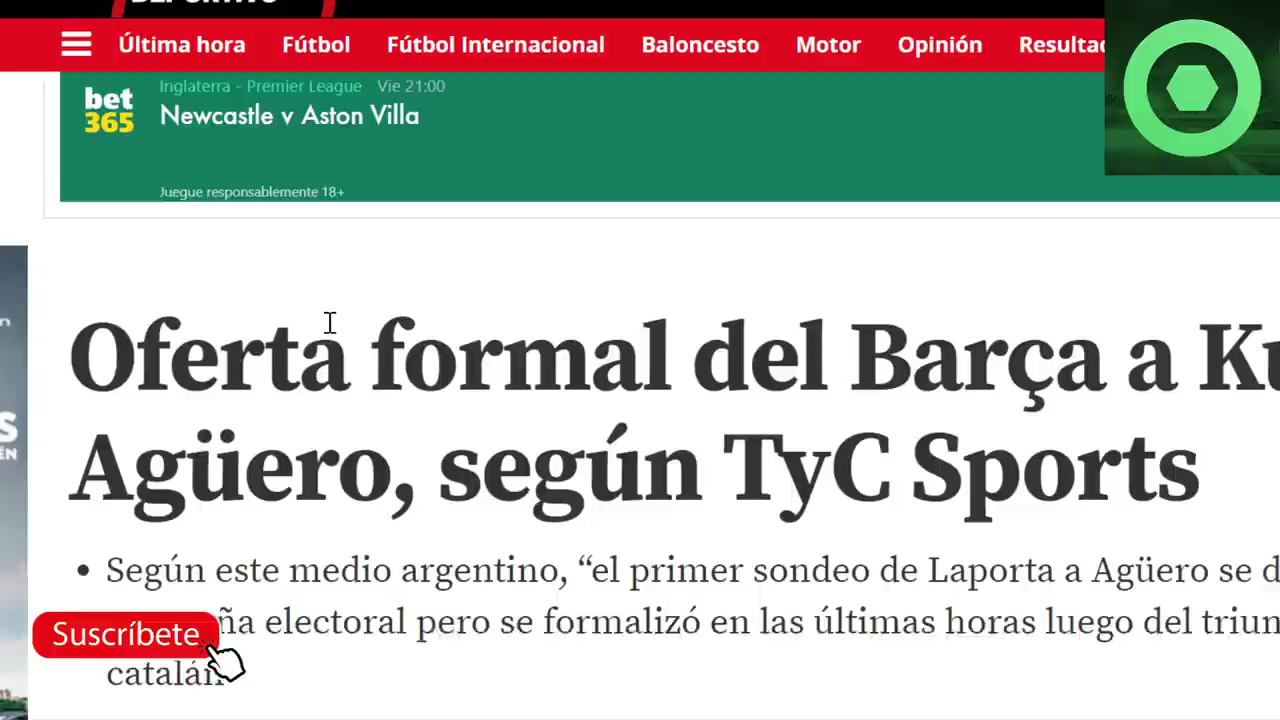 Última hora Fútbol Fútbol Internacional Baloncesto Motor Opinión
bet
365
Inglaterra - Premier League Vie 21:00
Newcastle v Aston Villa
Juegue responsablemente 18+
Oferta formal del Barça a
Agüero, según TyC Sports
Según este medio argentino, “el primer sondeo de Laporta a Agüero se
electoral pero se formalizó en las últimas horas luego del
catalán
Suscríbete